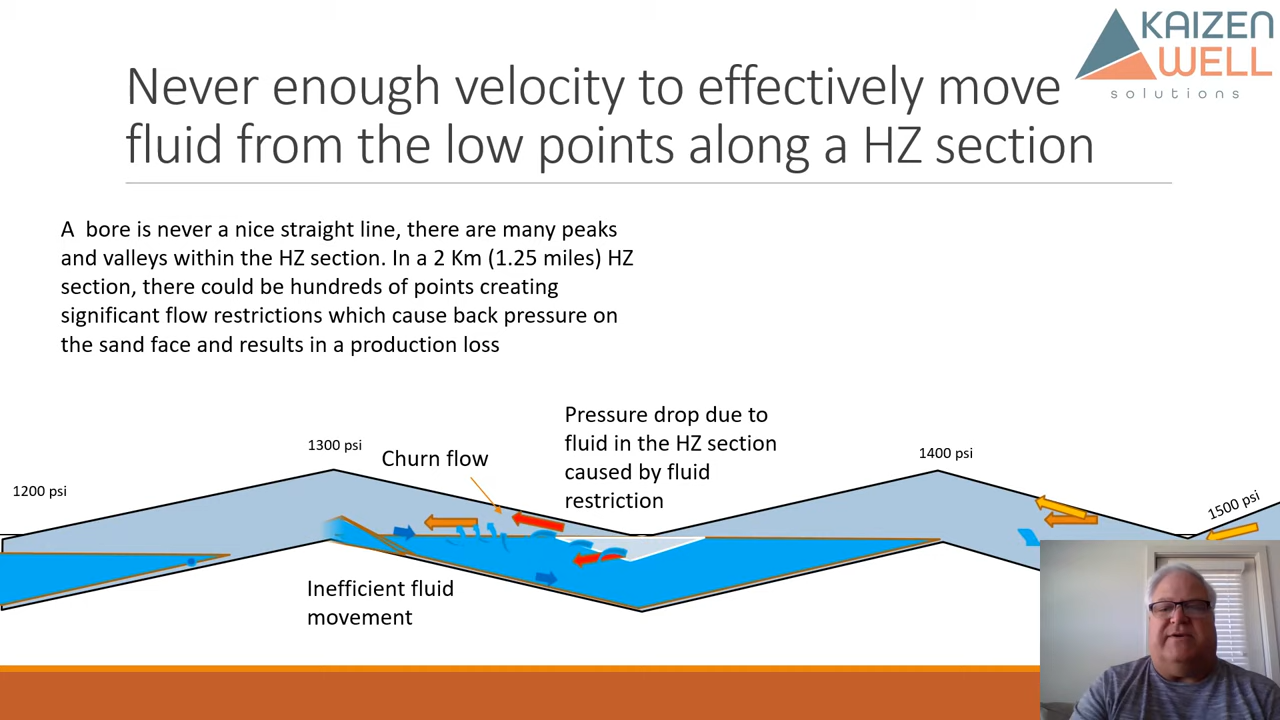 KAIZEN
WELL
solutions
Never enough velocity to effectively move
fluid from the low points along a HZ section
A bore is never a nice straight line, there are many peaks
and valleys within the HZ section. In a 2 Km (1.25 miles) HZ
section, there could be hundreds of points creating
significant flow restrictions which cause back pressure on
the sand face and results in a production loss
Pressure drop due to
fluid in the HZ section
caused by fluid
restriction
1300 psi
Churn flow
1400 psi
1200 psi
1500 psi
Inefficient fluid
movement